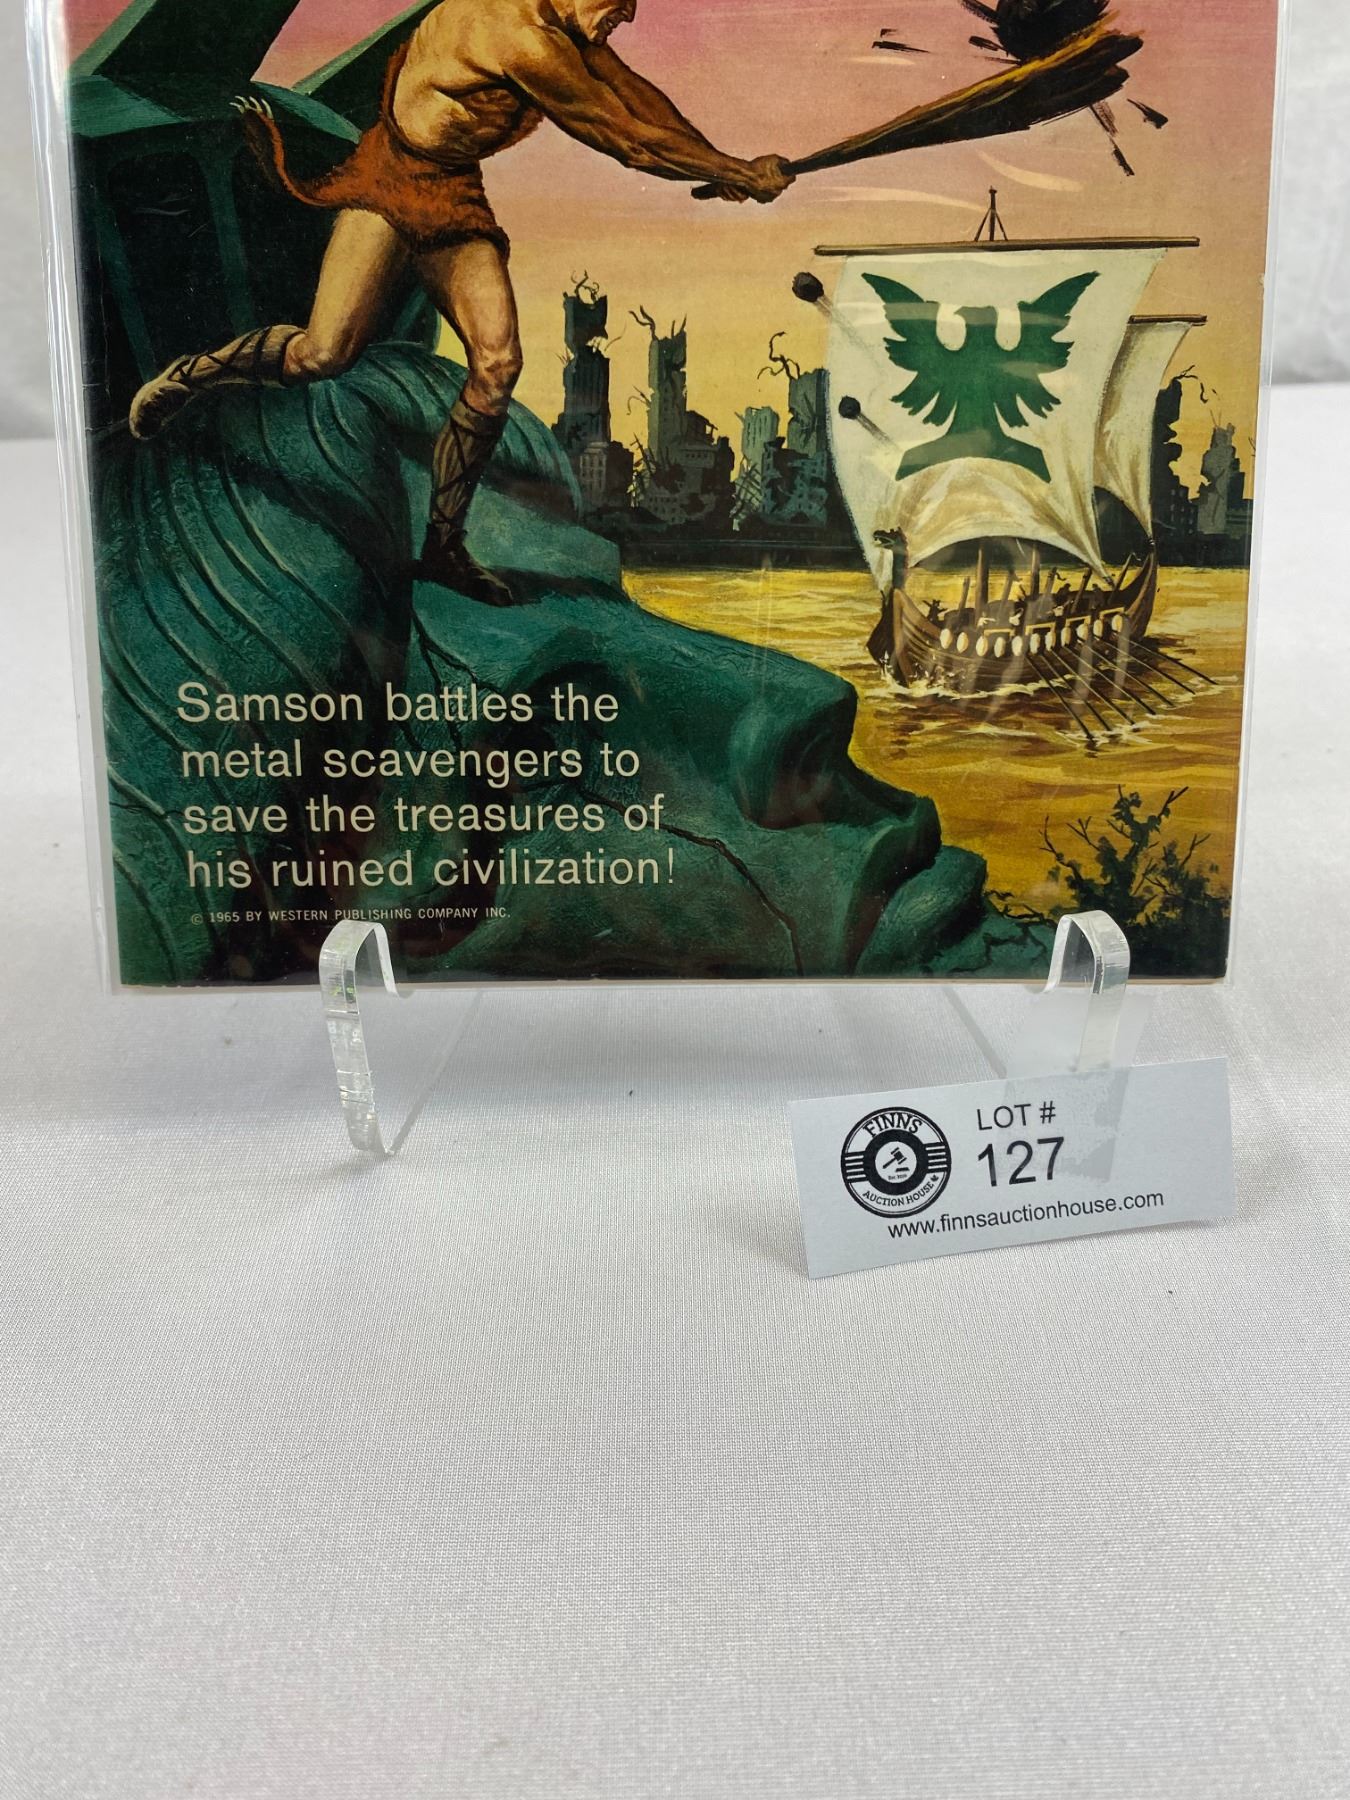 Samson battles the
metal scavengers to
save the treasures of
his ruined civilization!
© 1965 BY WESTERN PUBLISHING COMPANY INC.
FINNS
AUCTION HOUSE
LOT #
127
www.finnsauctionhouse.com